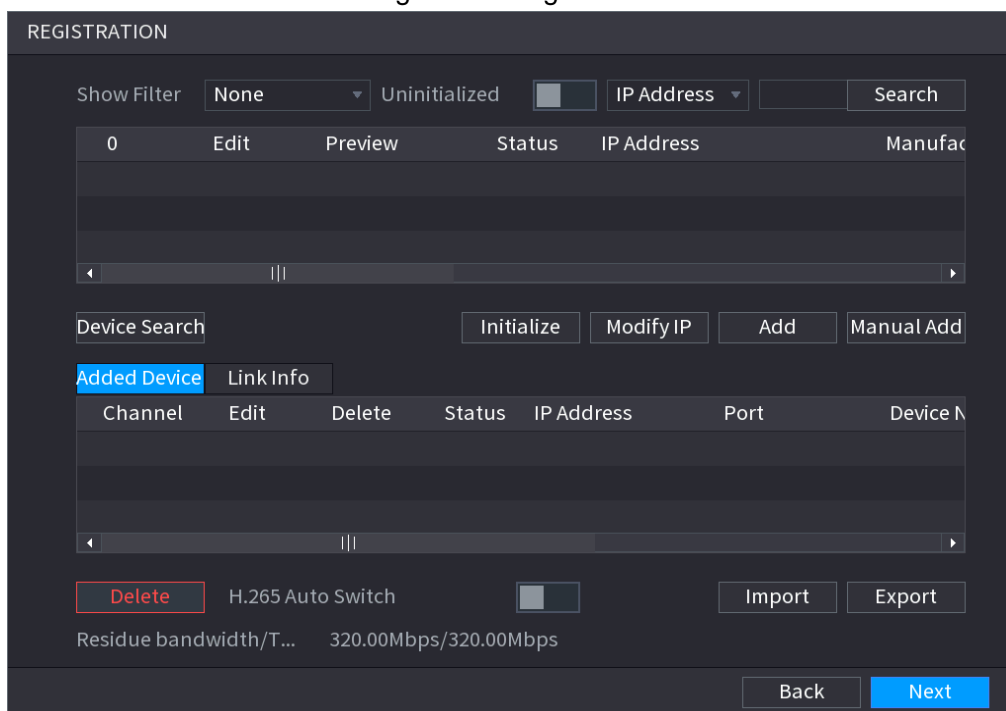 REGISTRATION
Show Filter None Uninitialized IP Address Search
0 Edit Preview Status IP Address Manufac
Device Search Initialize Modify IP Add Manual Add
Added Device Link Info
Channel Edit Delete Status IP Address Port Device N
Delete H.265 Auto Switch Import Export
Residue bandwidth/T... 320.00Mbps/320.00Mbps
Back Next